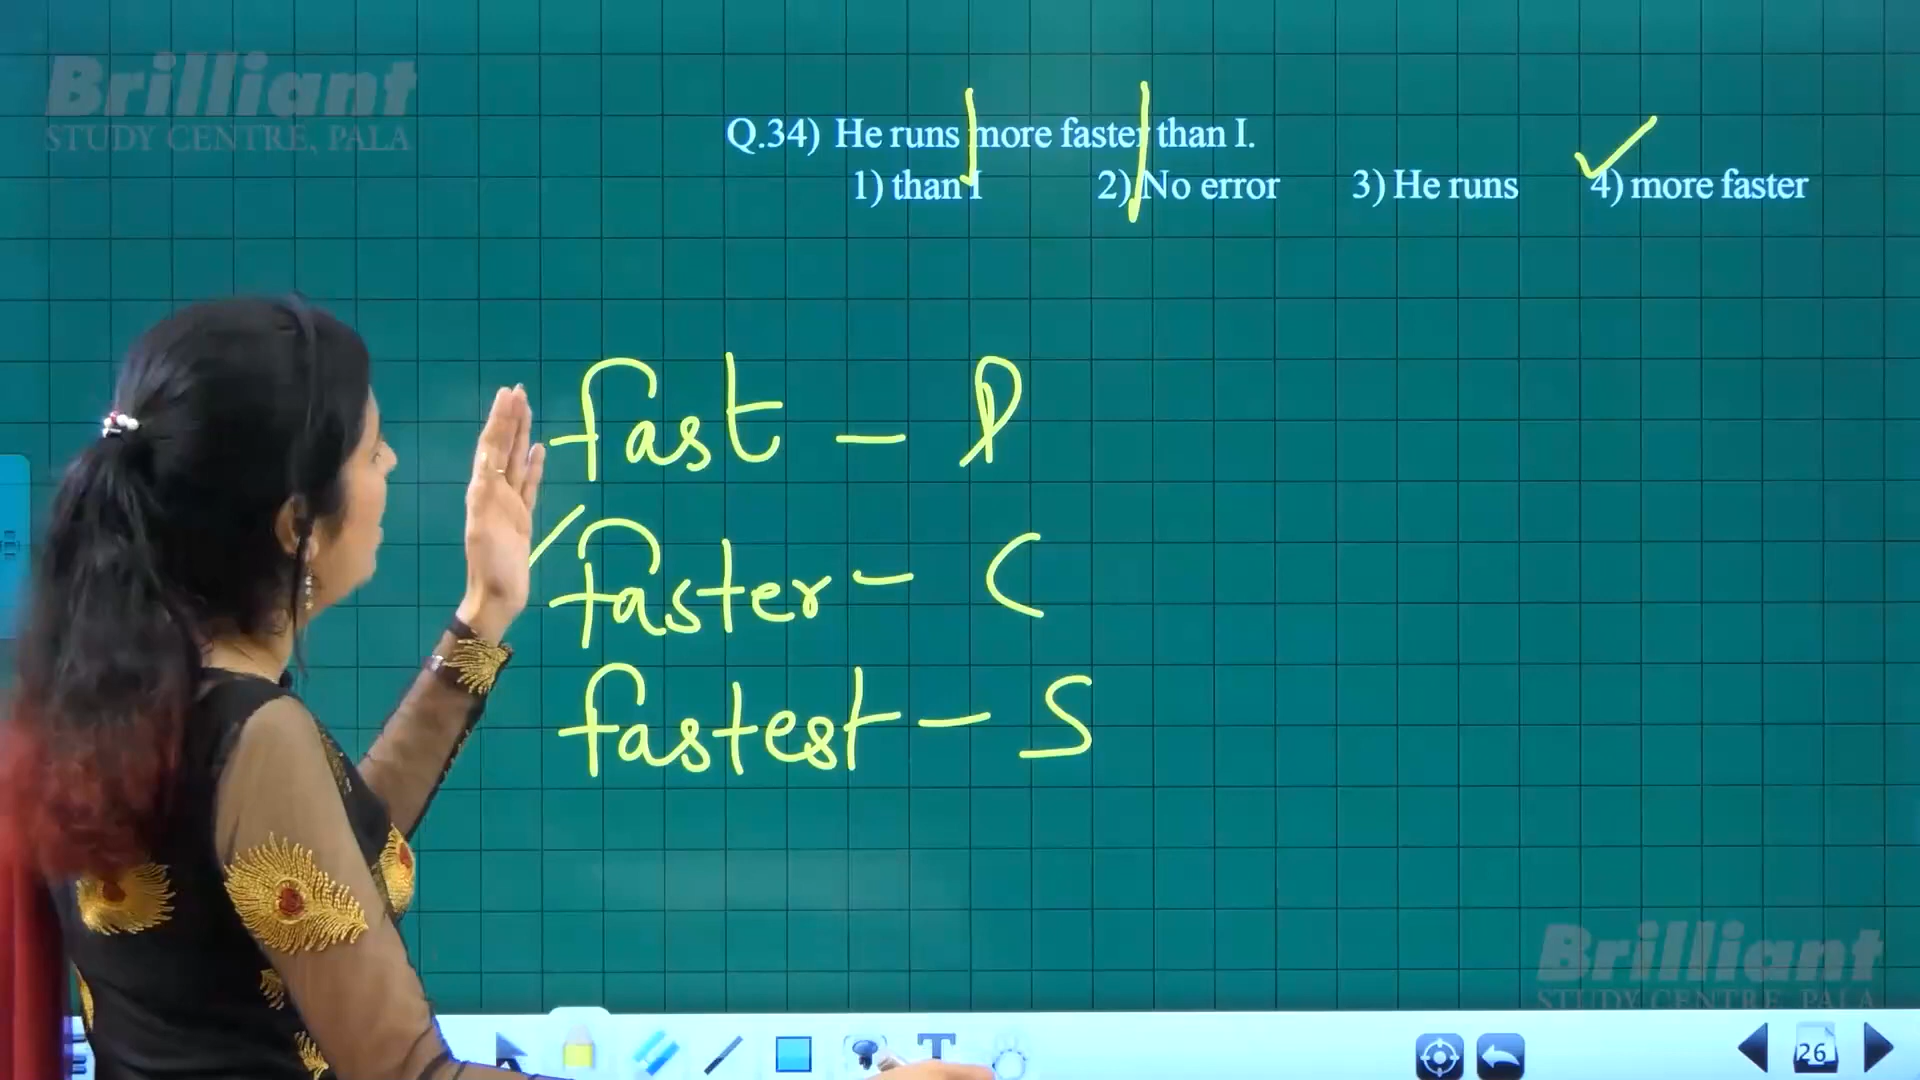 Brilliant
STUDY CENTRE, PALA
Q.34) He runs more faster than I.
1) than I 2) No error 3) He runs 4) more faster
fast - P
faster - C
fastest - S
Brilliant
STUDY CENTRE, PALA
T
26